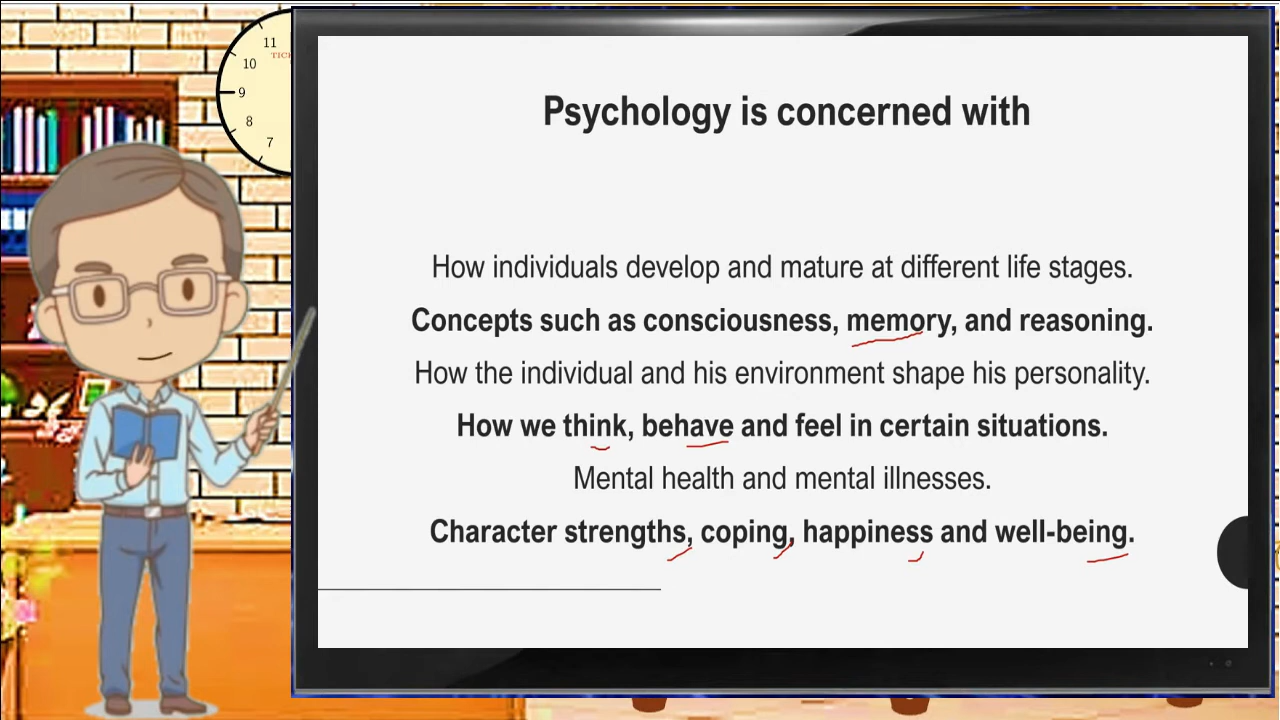 11
TICK
10
9
8
7
Psychology is concerned with
How individuals develop and mature at different life stages.
Concepts such as consciousness, memory, and reasoning.
How the individual and his environment shape his personality.
How we think, behave and feel in certain situations.
Mental health and mental illnesses.
Character strengths, coping, happiness and well-being.